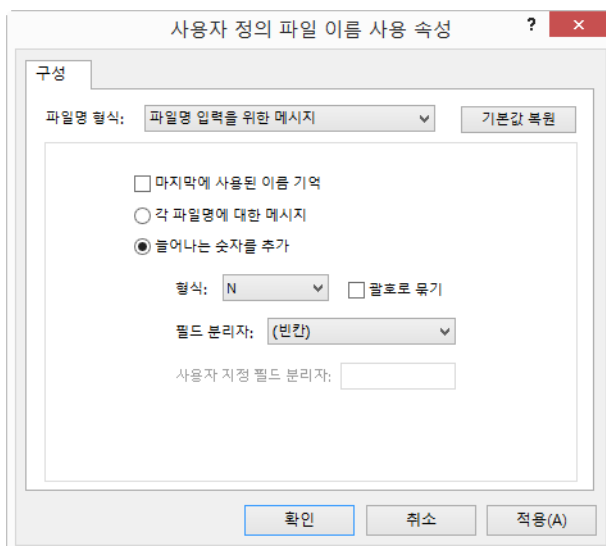 사용자 정의 파일 이름 사용 속성 ?
구성
파일명 형식: 파일명 입력을 위한 메시지 기본값 복원
마지막에 사용된 이름 기억
각 파일명에 대한 메시지
늘어나는 숫자를 추가
형식: N 괄호로 묶기
필드 분리자: (빈칸)
사용자 지정 필드 분리자:
확인 취소 적용(A)